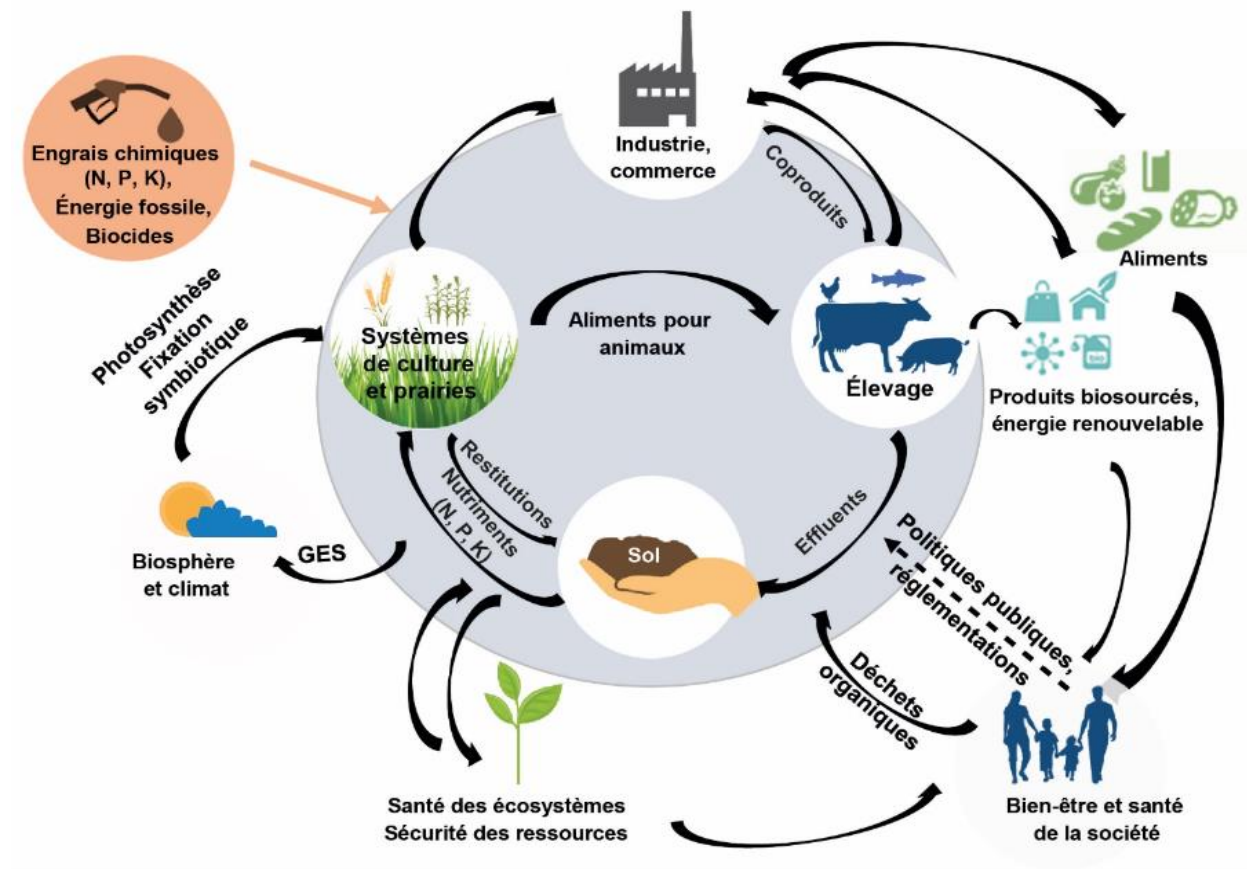 Engrais chimiques
(N, P, K),
Énergie fossile,
Biocides
Industrie,
commerce
Coproduits
Aliments
Photosynthèse
Fixation
symbiotique
Systèmes
de culture
et prairies
Aliments pour
animaux
Élevage
Produits biosourcés,
énergie renouvelable
bio
Restitutions
Nutriments
(N, P, K)
Sol
Effluents
Politiques publiques,
réglementations
GES
Biosphère
et climat
Déchets
organiques
Santé des écosystèmes
Sécurité des ressources
Bien-être et santé
de la société